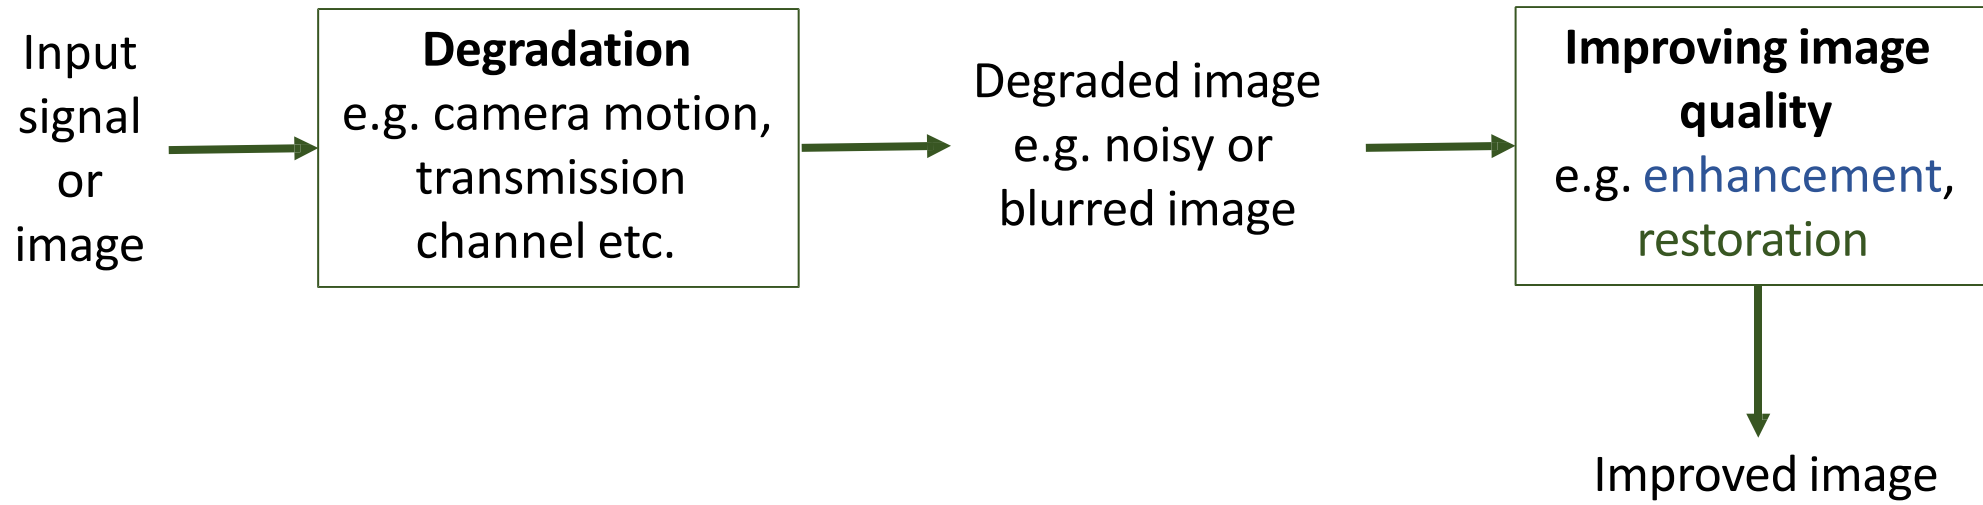 Input
signal
or
image
Degradation
e.g. camera motion,
transmission
channel etc.
Degraded image
e.g. noisy or
blurred image
Improving image
quality
e.g. enhancement,
restoration
Improved image